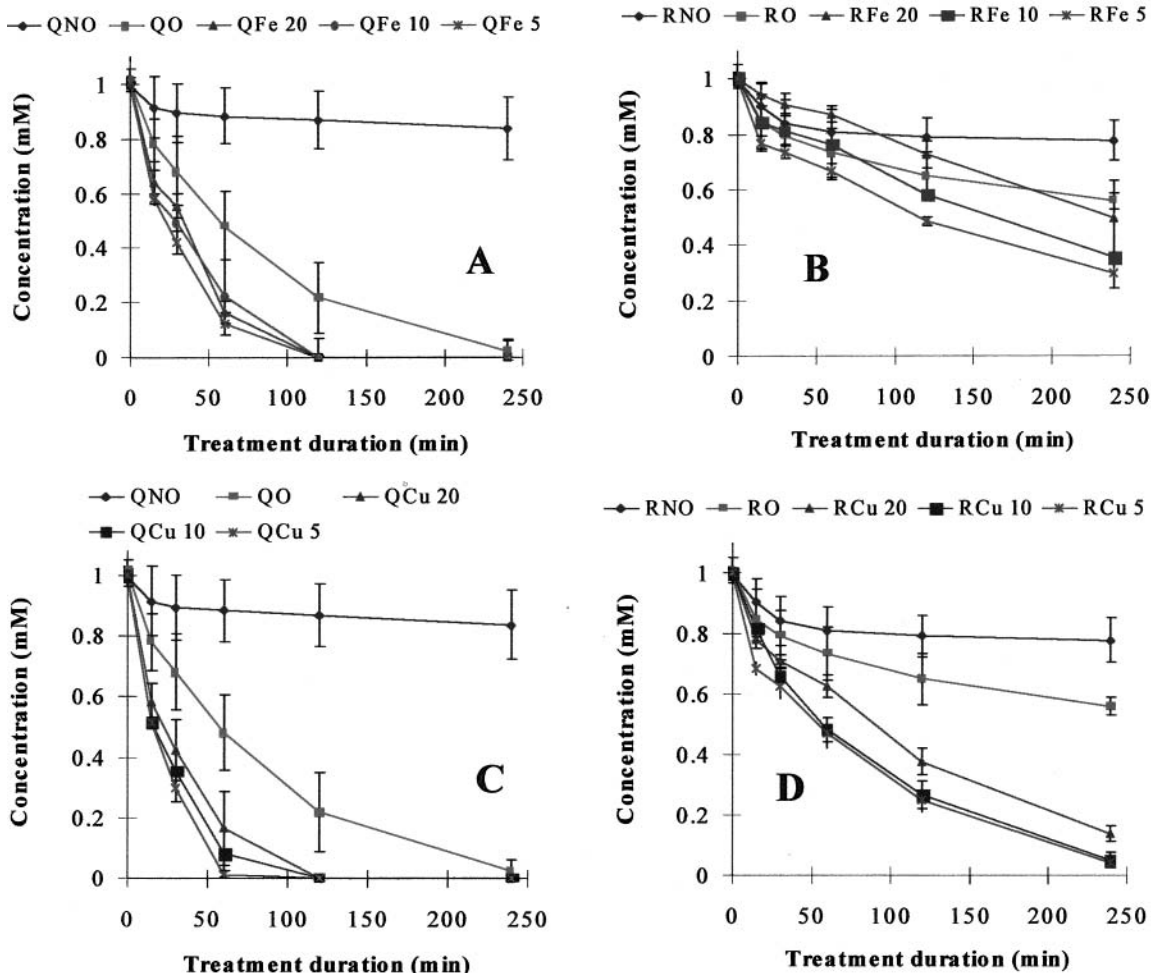 QNO QO QFe 20 QFe 10 QFe 5
Concentration (mM)
1
0.8
0.6
0.4
0.2
0
A
0 50 100 150 200 250
Treatment duration (min)
RNO RO RFe 20 RFe 10 RFe 5
Concentration (mM)
1
0.8
0.6
0.4
0.2
0
B
0 50 100 150 200 250
Treatment duration (min)
QNO QO QCu 20
QCu 10 QCu 5
Concentration (mM)
1
0.8
0.6
0.4
0.2
0
C
0 50 100 150 200 250
Treatment duration (min)
RNO RO RCu 20 RCu 10 RCu 5
Concentration (mM)
1
0.8
0.6
0.4
0.2
0
D
0 50 100 150 200 250
Treatment duration (min)